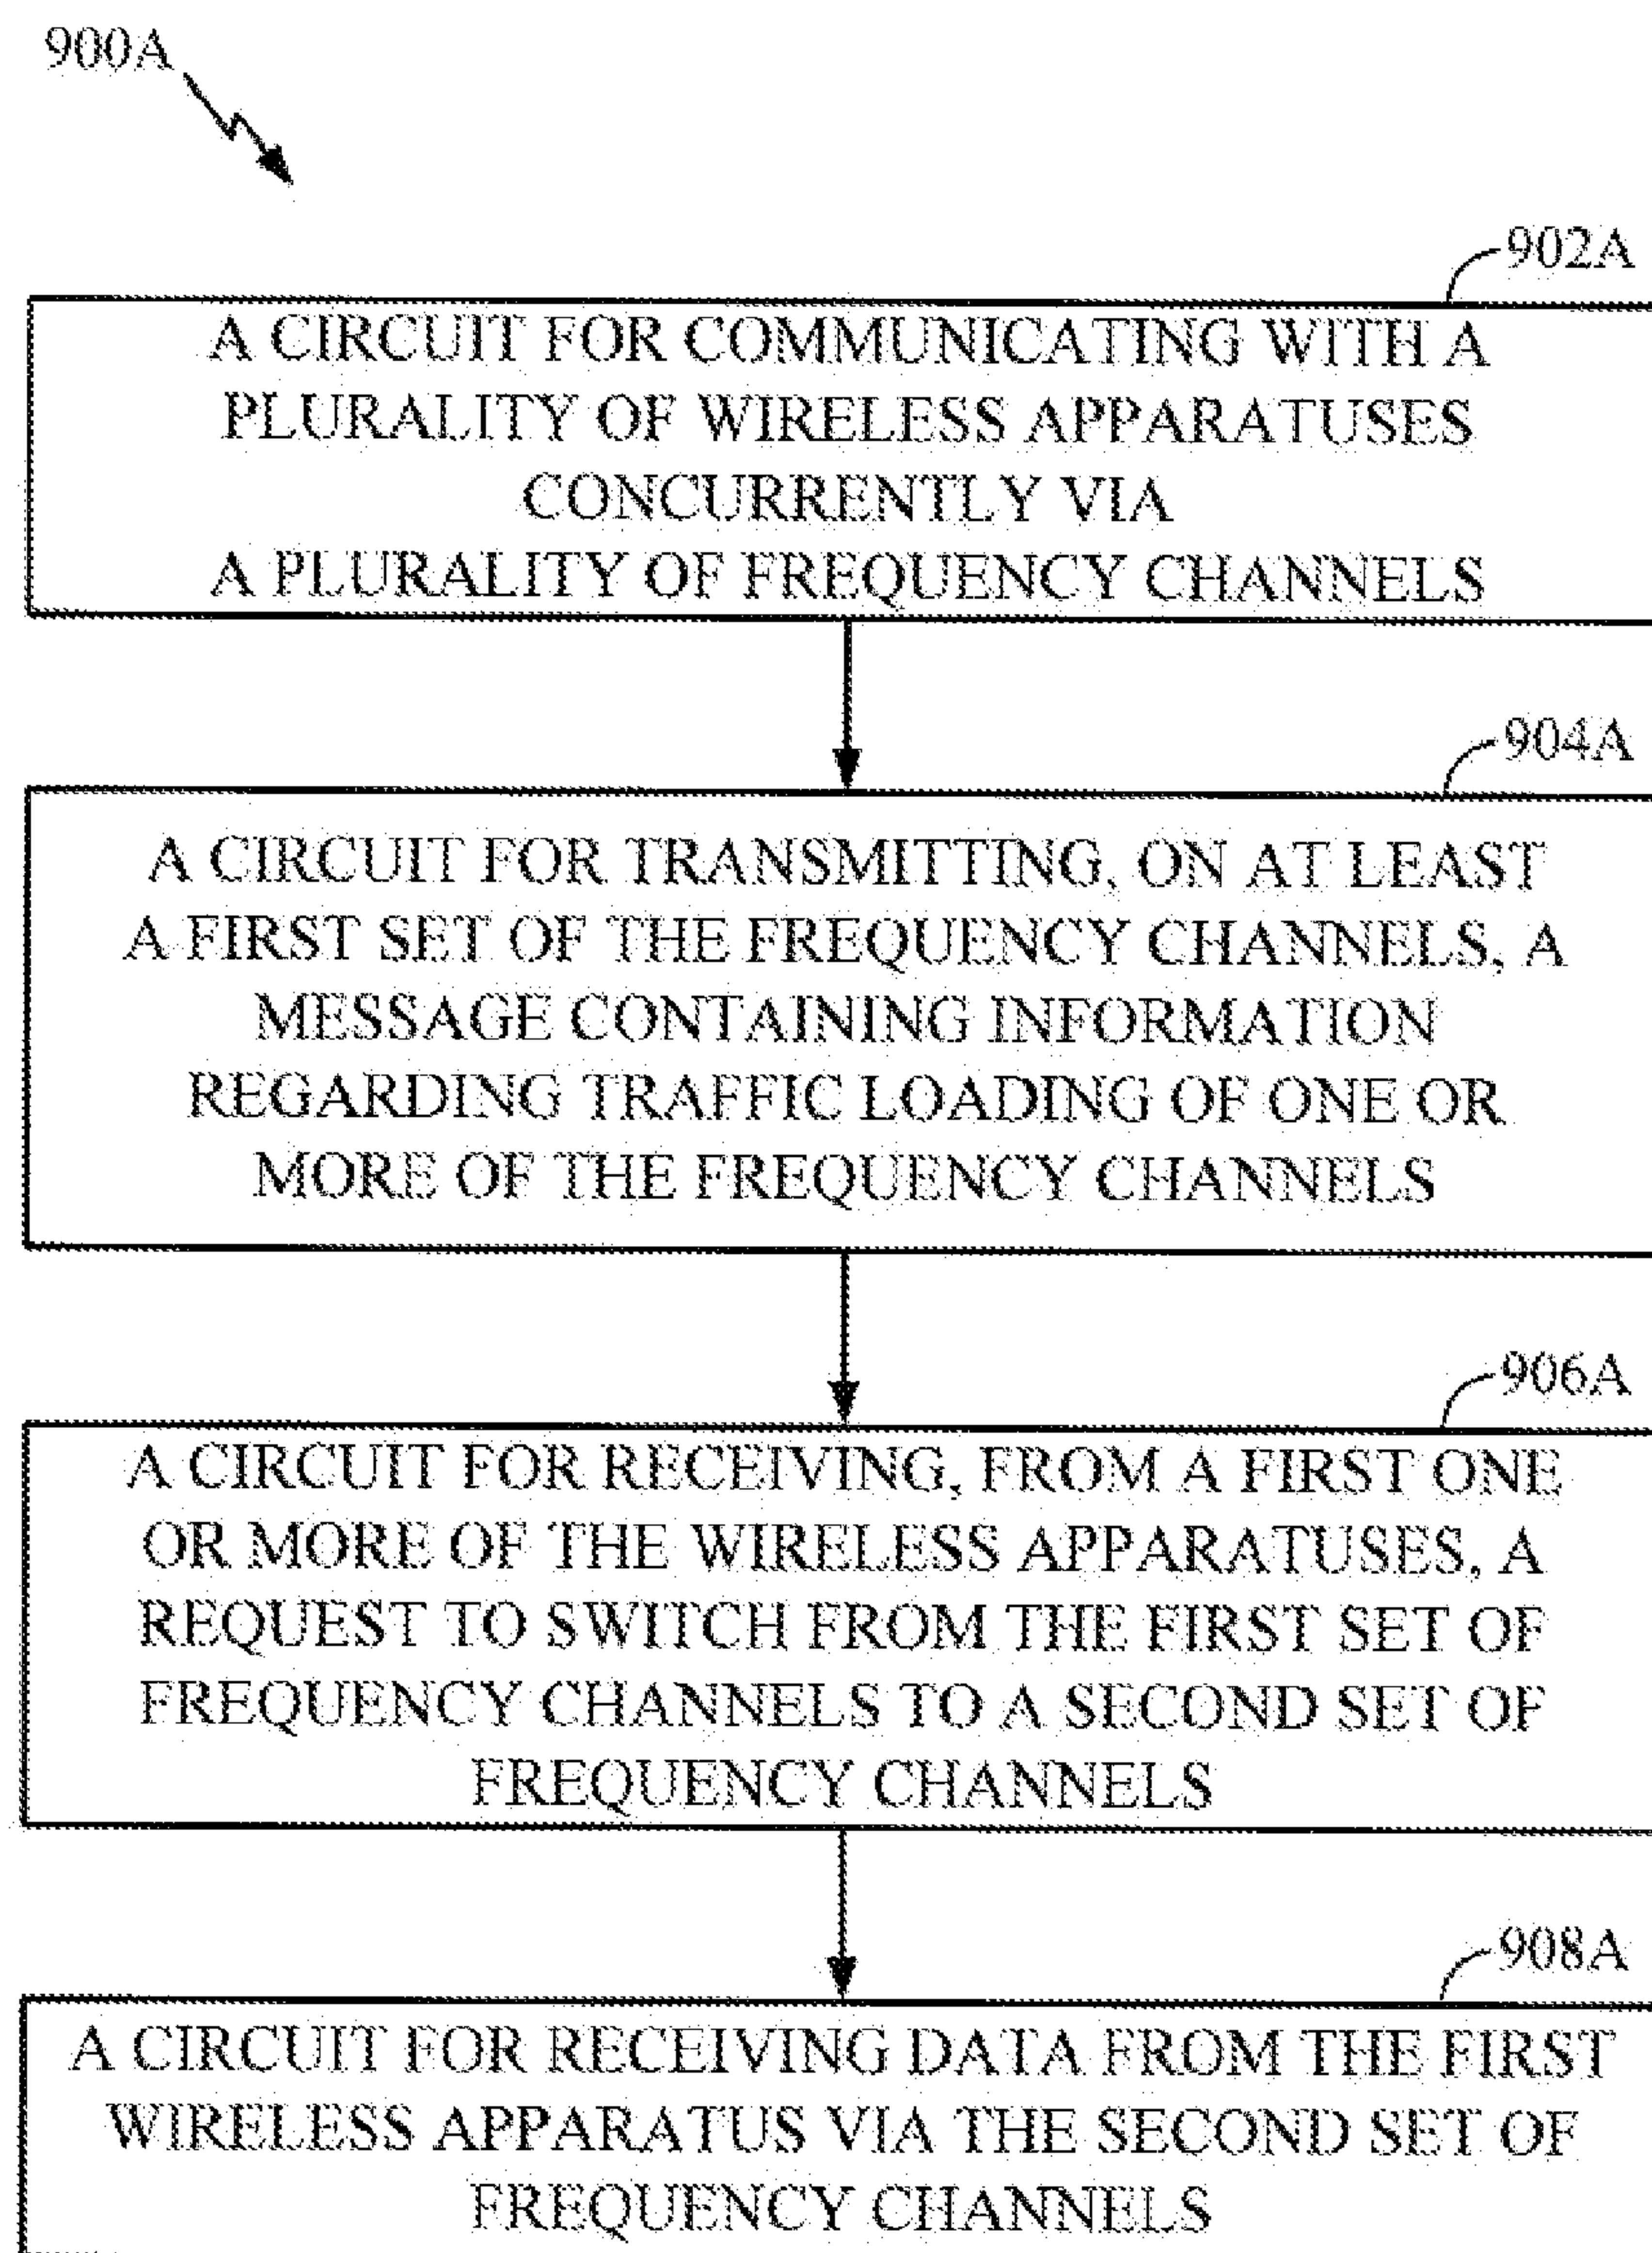 900A
902A
A CIRCUIT FOR COMMUNICATING WITH A
PLURALITY OF WIRELESS APPARATUSES
CONCURRENTLY VIA
A PLURALITY OF FREQUENCY CHANNELS
904A
A CIRCUIT FOR TRANSMITTING, ON AT LEAST
A FIRST SET OF THE FREQUENCY CHANNELS, A
MESSAGE CONTAINING INFORMATION
REGARDING TRAFFIC LOADING OF ONE OR
MORE OF THE FREQUENCY CHANNELS
906A
A CIRCUIT FOR RECEIVING, FROM A FIRST ONE
OR MORE OF THE WIRELESS APPARATUSES, A
REQUEST TO SWITCH FROM THE FIRST SET OF
FREQUENCY CHANNELS TO A SECOND SET OF
FREQUENCY CHANNELS
908A
A CIRCUIT FOR RECEIVING DATA FROM THE FIRST
WIRELESS APPARATUS VIA THE SECOND SET OF
FREQUENCY CHANNELS